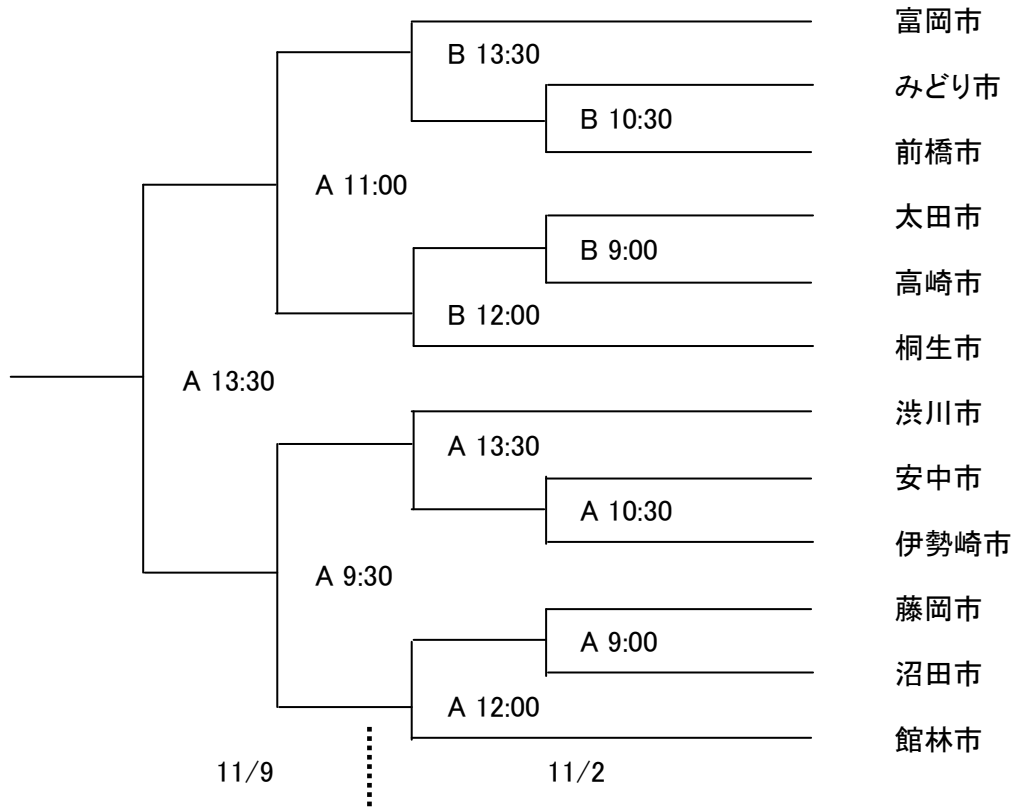 富岡市
B 13:30
みどり市
B 10:30
前橋市
A 11:00
太田市
B 9:00
高崎市
B 12:00
桐生市
A 13:30
渋川市
A 13:30
安中市
A 10:30
伊勢崎市
A 9:30
藤岡市
A 9:00
沼田市
A 12:00
館林市
11/9
11/2